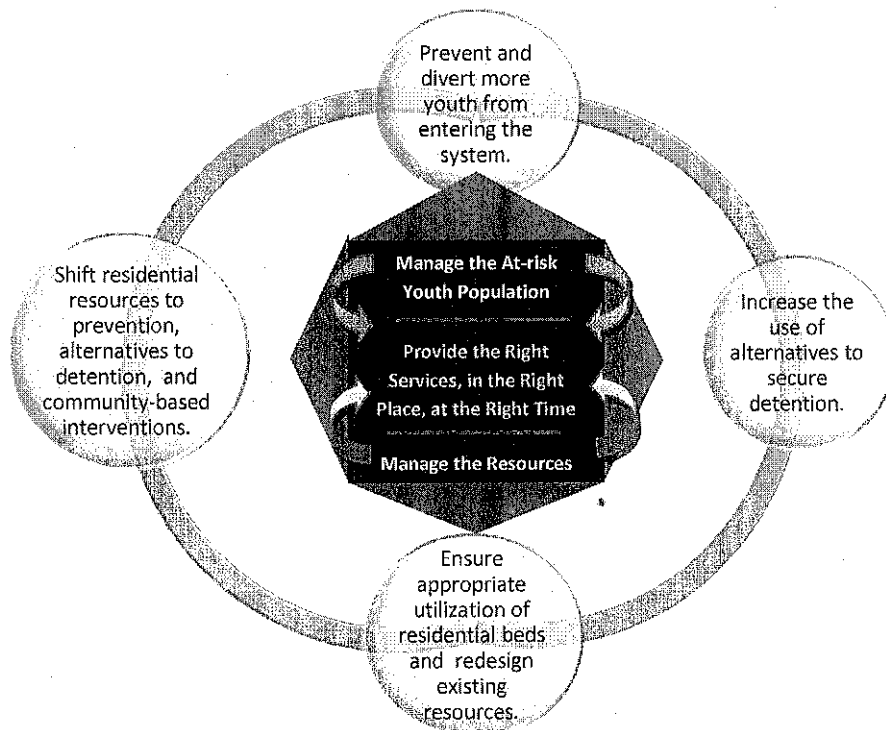 Prevent and
divert more
youth from
entering the
system.
Manage the At-risk
Youth Population
Provide the Right
Services, in the Right
Place, at the Right Time
Manage the Resources
Shift residential
resources to
prevention,
alternatives to
detention, and
community-based
interventions.
Increase the
use of
alternatives to
secure
detention.
Ensure
appropriate
utilization of
residential beds
and redesign
existing
resources.